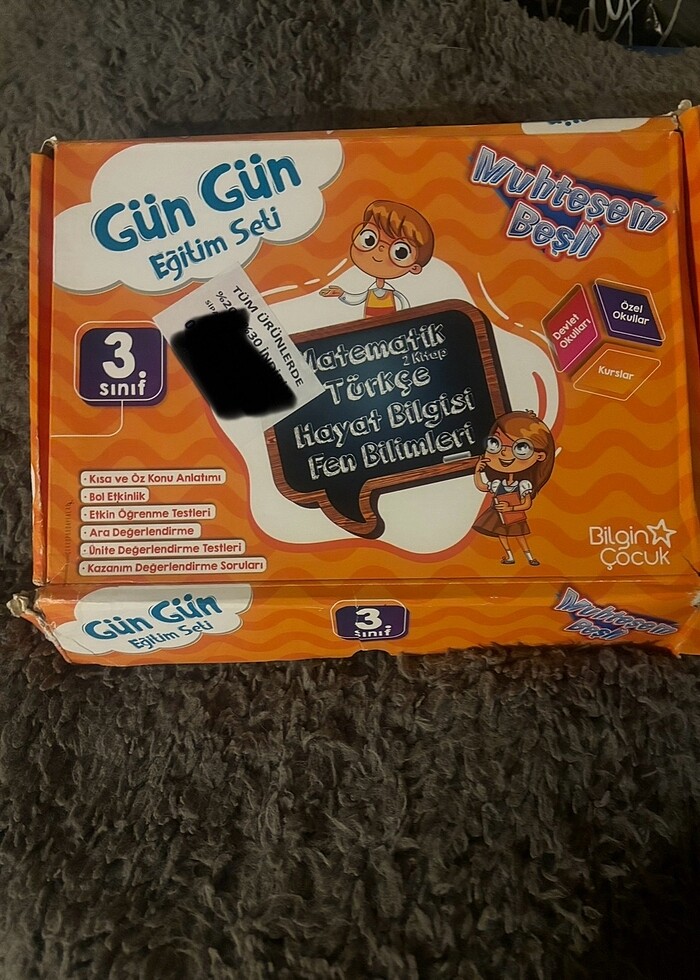 Gün Gün
Eğitim Seti
Muhteşem
Beşli
3.
sınıf
TÜM ÜRÜNLERDE
Devlet
Okulları
Özel
Okullar
Kurslar
Matematik
2 Kitap
Türkçe
Hayat Bilgisi
Fen Bilimleri
· Kısa ve Öz Konu Anlatımı
· Bol Etkinlik
· Etkin Öğrenme Testleri
· Ara Değerlendirme
· Ünite Değerlendirme Testleri
· Kazanım Değerlendirme Soruları
Bilgin
Çocuk
Gün Gün
Eğitim Seti
3.
sınıf
Muhteşem
Beşli